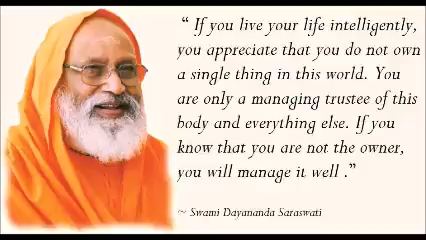 “ If you live your life intelligently,
you appreciate that you do not own
a single thing in this world. You
are only a managing trustee of this
body and everything else. If you
know that you are not the owner,
you will manage it well .”
~ Swami Dayananda Saraswati